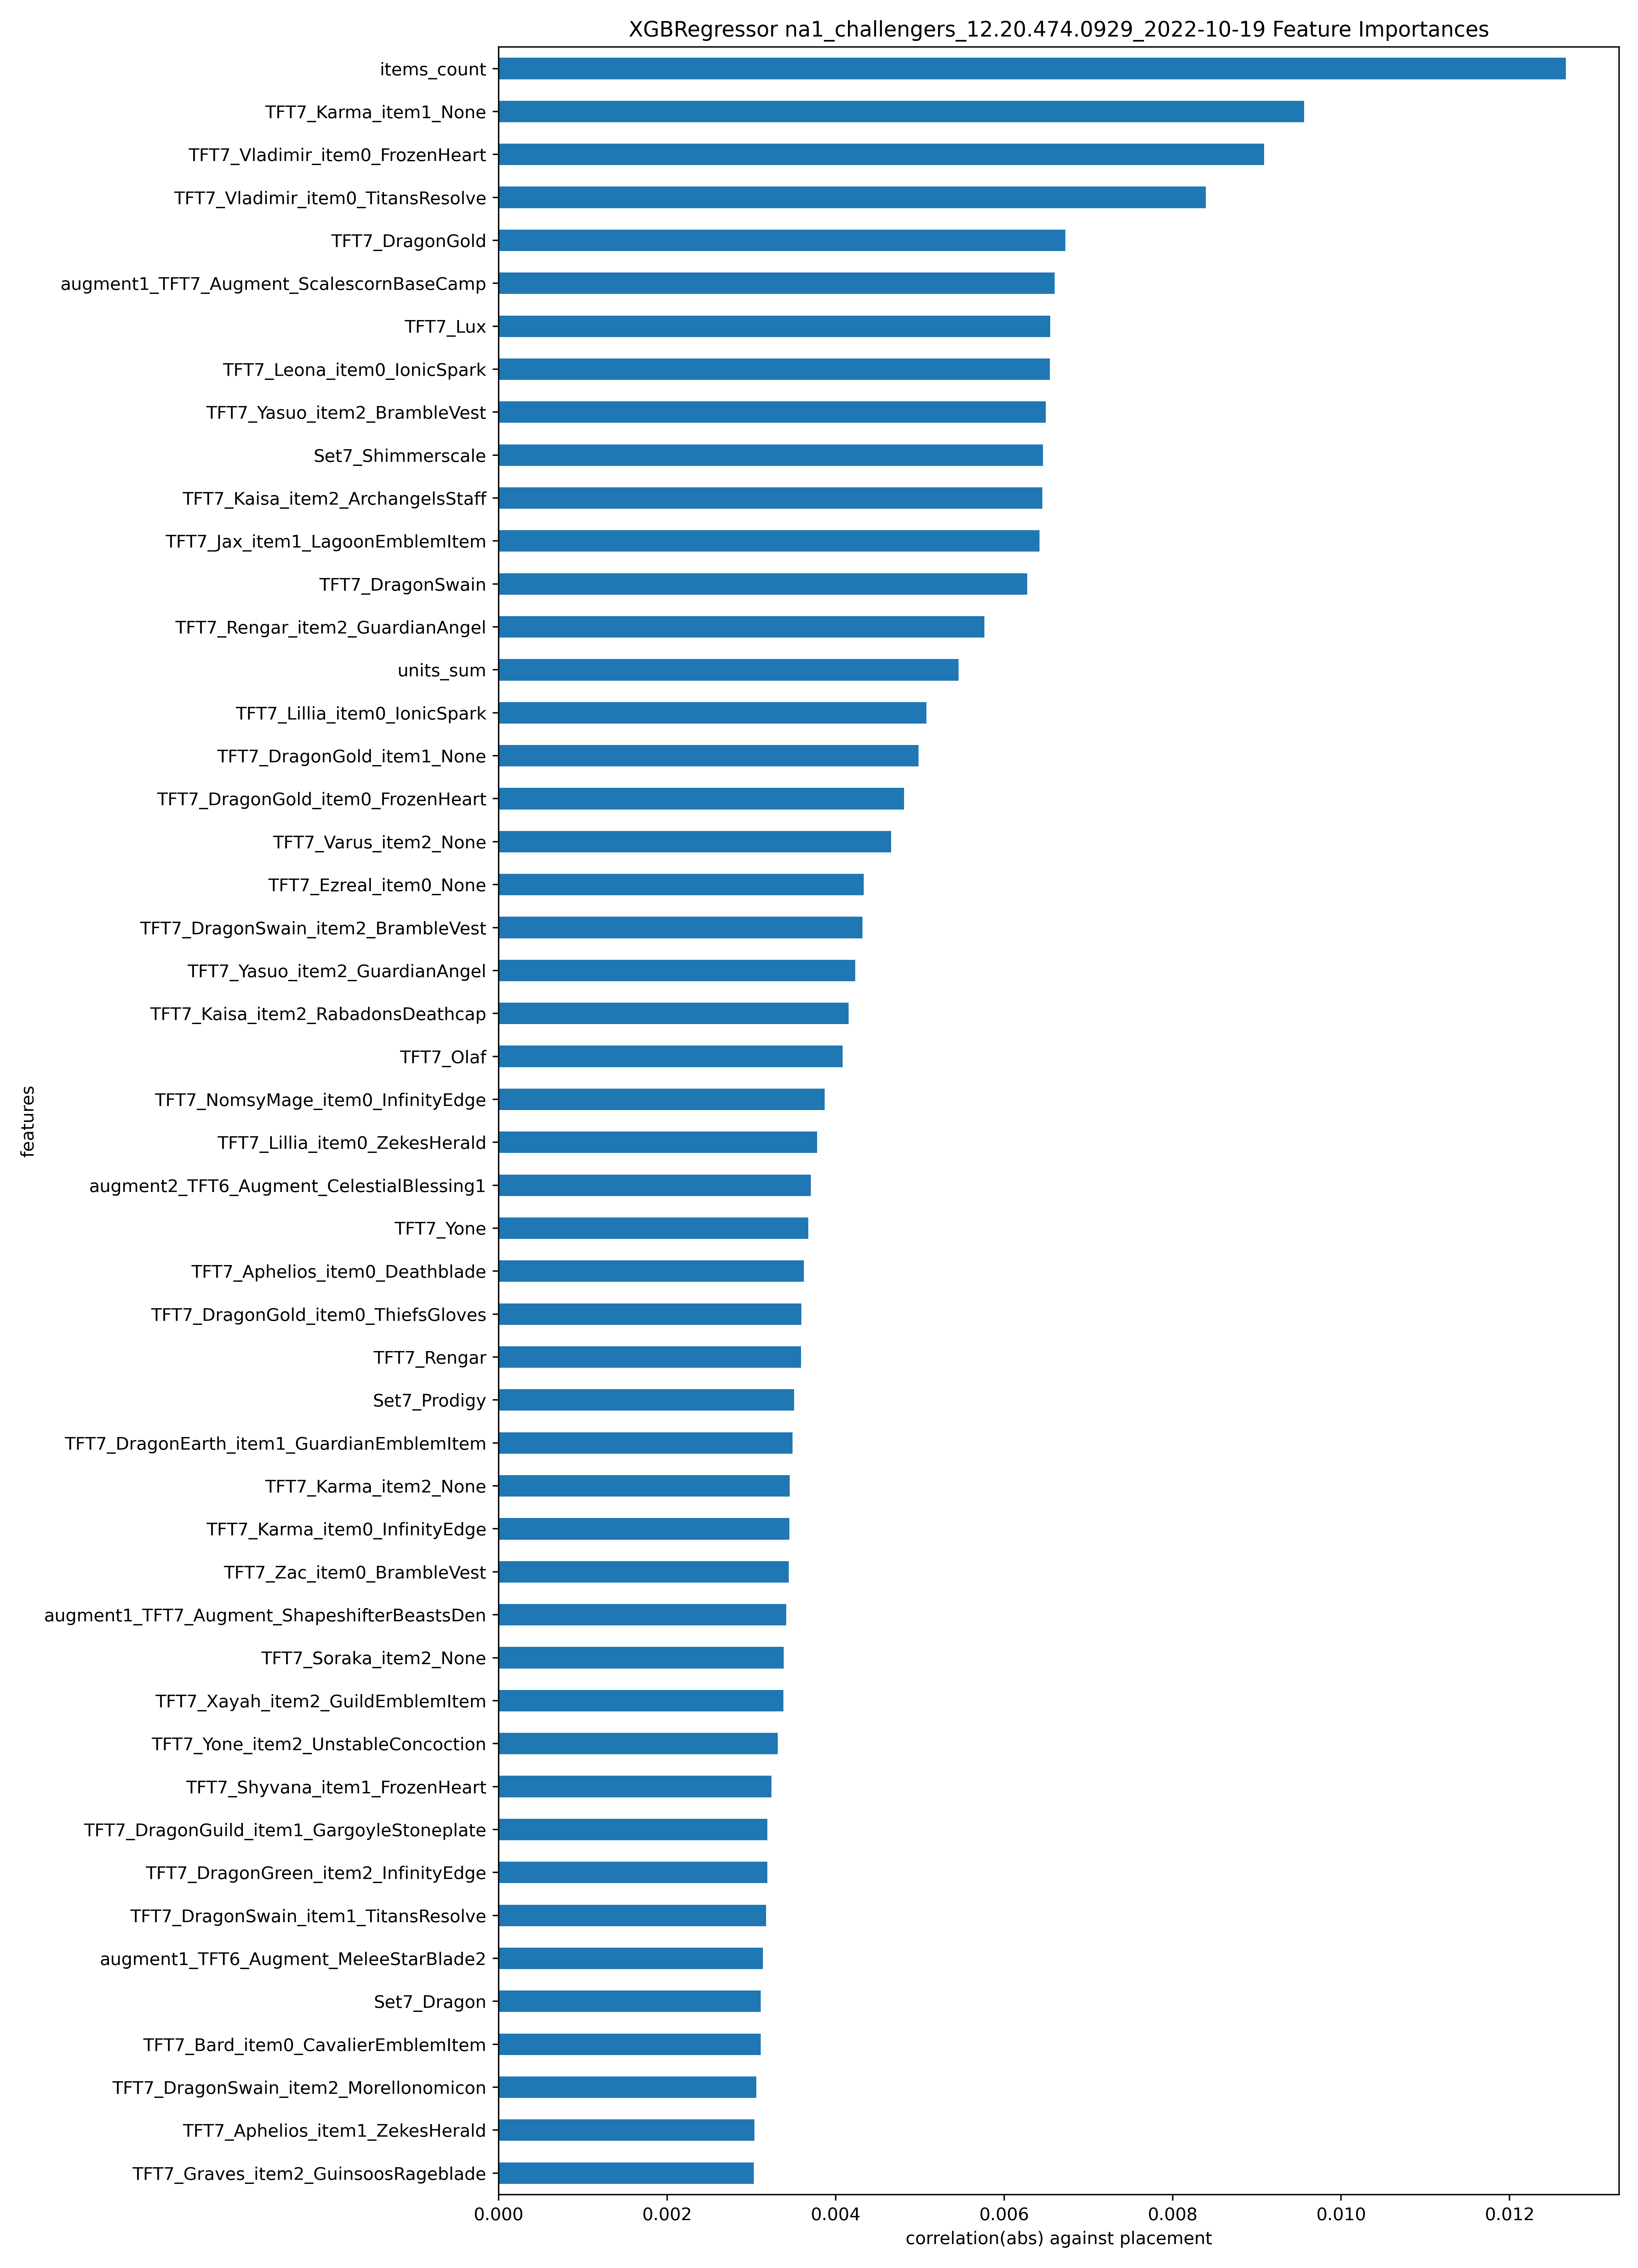 XGBRegressor na1_challengers_12.20.474.0929_2022-10-19 Feature Importances
items_count
TFT7_Karma_item1_None
TFT7_Vladimir_item0_FrozenHeart
TFT7_Vladimir_item0_TitansResolve
TFT7_DragonGold
augment1_TFT7_Augment_ScalescornBaseCamp
TFT7_Lux
TFT7_Leona_item0_IonicSpark
TFT7_Yasuo_item2_BrambleVest
Set7_Shimmerscale
TFT7_Kaisa_item2_ArchangelsStaff
TFT7_Jax_item1_LagoonEmblemItem
TFT7_DragonSwain
TFT7_Rengar_item2_GuardianAngel
units_sum
TFT7_Lillia_item0_IonicSpark
TFT7_DragonGold_item1_None
TFT7_DragonGold_item0_FrozenHeart
TFT7_Varus_item2_None
TFT7_Ezreal_item0_None
TFT7_DragonSwain_item2_BrambleVest
TFT7_Yasuo_item2_GuardianAngel
TFT7_Kaisa_item2_RabadonsDeathcap
TFT7_Olaf
TFT7_NomsyMage_item0_InfinityEdge
TFT7_Lillia_item0_ZekesHerald
augment2_TFT6_Augment_CelestialBlessing1
TFT7_Yone
TFT7_Aphelios_item0_Deathblade
TFT7_DragonGold_item0_ThiefsGloves
TFT7_Rengar
Set7_Prodigy
TFT7_DragonEarth_item1_GuardianEmblemItem
TFT7_Karma_item2_None
TFT7_Karma_item0_InfinityEdge
TFT7_Zac_item0_BrambleVest
augment1_TFT7_Augment_ShapeshifterBeastsDen
TFT7_Soraka_item2_None
TFT7_Xayah_item2_GuildEmblemItem
TFT7_Yone_item2_UnstableConcoction
TFT7_Shyvana_item1_FrozenHeart
TFT7_DragonGuild_item1_GargoyleStoneplate
TFT7_DragonGreen_item2_InfinityEdge
TFT7_DragonSwain_item1_TitansResolve
augment1_TFT6_Augment_MeleeStarBlade2
Set7_Dragon
TFT7_Bard_item0_CavalierEmblemItem
TFT7_DragonSwain_item2_Morellonomicon
TFT7_Aphelios_item1_ZekesHerald
TFT7_Graves_item2_GuinsoosRageblade
features
0.000 0.002 0.004 0.006 0.008 0.010 0.012
correlation(abs) against placement